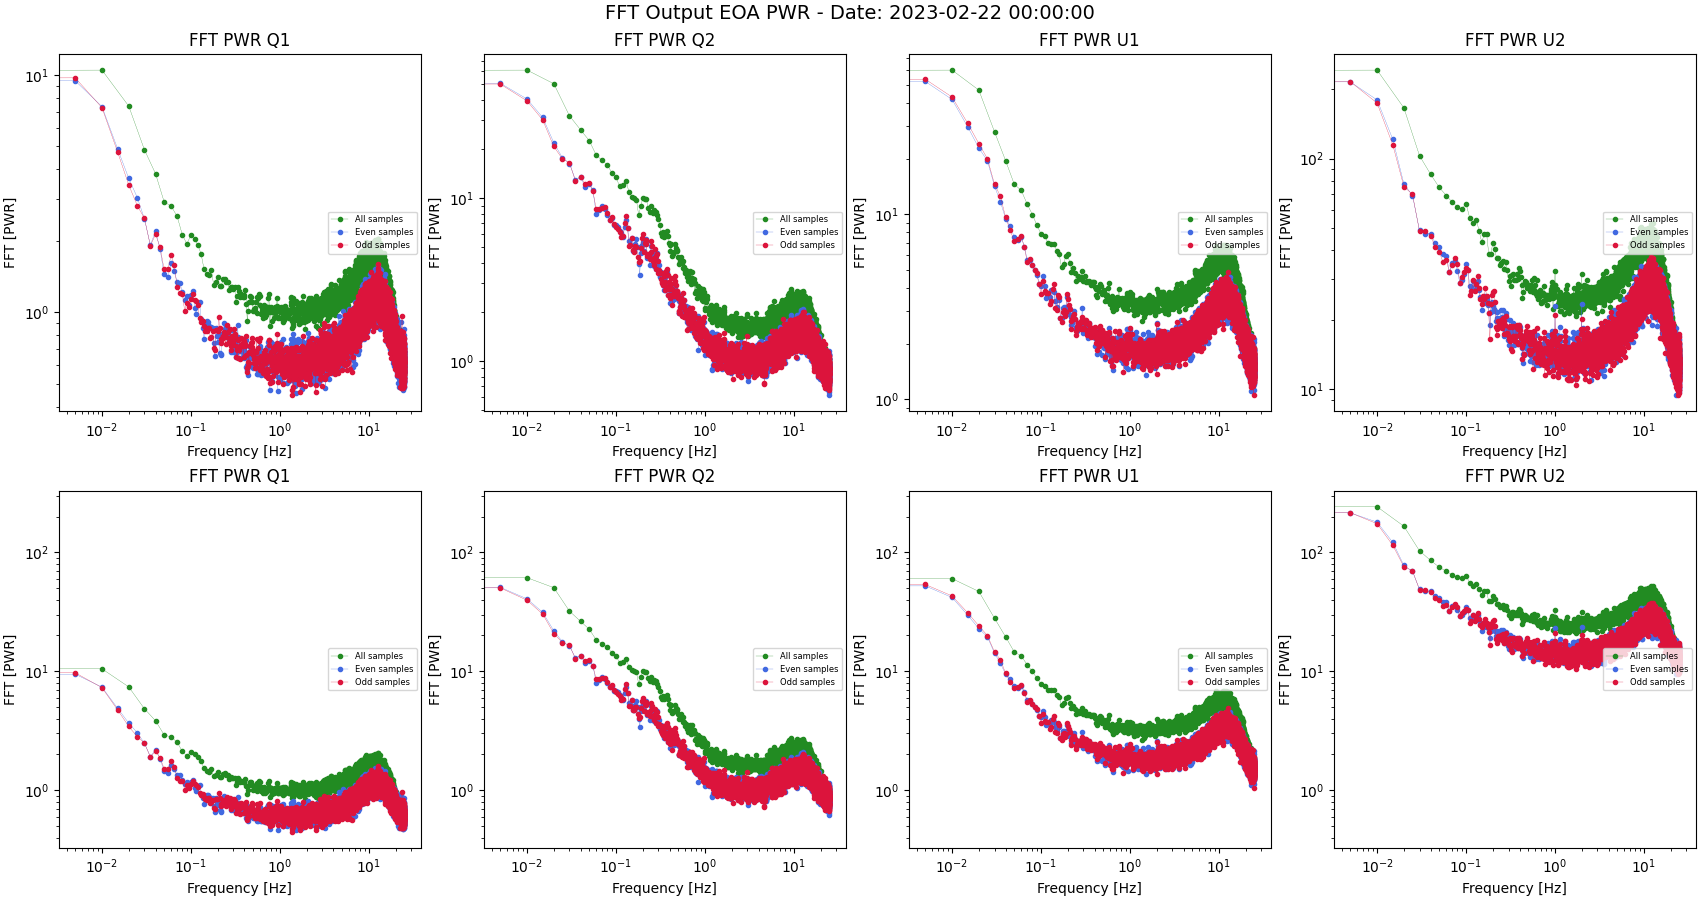 FFT Output EOA PWR - Date: 2023-02-22 00:00:00
FFT PWR Q1
FFT [PWR]
10¹
10⁰
All samples
Even samples
Odd samples
10⁻² 10⁻¹ 10⁰ 10¹
Frequency [Hz]
FFT PWR Q2
FFT [PWR]
10¹
10⁰
All samples
Even samples
Odd samples
10⁻² 10⁻¹ 10⁰ 10¹
Frequency [Hz]
FFT PWR U1
FFT [PWR]
10¹
10⁰
All samples
Even samples
Odd samples
10⁻² 10⁻¹ 10⁰ 10¹
Frequency [Hz]
FFT PWR U2
FFT [PWR]
10²
10¹
All samples
Even samples
Odd samples
10⁻² 10⁻¹ 10⁰ 10¹
Frequency [Hz]
FFT PWR Q1
FFT [PWR]
10²
10¹
10⁰
All samples
Even samples
Odd samples
10⁻² 10⁻¹ 10⁰ 10¹
Frequency [Hz]
FFT PWR Q2
FFT [PWR]
10²
10¹
10⁰
All samples
Even samples
Odd samples
10⁻² 10⁻¹ 10⁰ 10¹
Frequency [Hz]
FFT PWR U1
FFT [PWR]
10²
10¹
10⁰
All samples
Even samples
Odd samples
10⁻² 10⁻¹ 10⁰ 10¹
Frequency [Hz]
FFT PWR U2
FFT [PWR]
10²
10¹
10⁰
All samples
Even samples
Odd samples
10⁻² 10⁻¹ 10⁰ 10¹
Frequency [Hz]